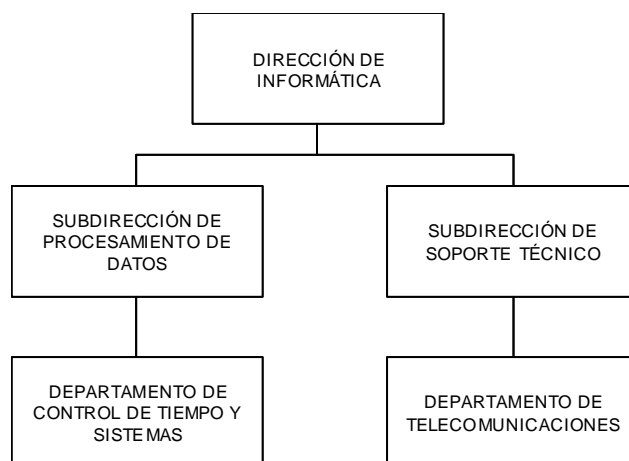 DIRECCIÓN DE
INFORMÁTICA
SUBDIRECCIÓN DE
PROCESAMIENTO DE
DATOS
SUBDIRECCIÓN DE
SOPORTE TÉCNICO
DEPARTAMENTO DE
CONTROL DE TIEMPO Y
SISTEMAS
DEPARTAMENTO DE
TELECOMUNICACIONES